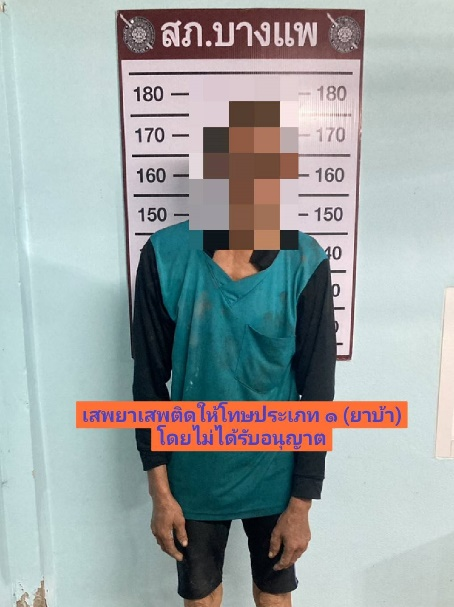 สภ.บางแพ
180 180
170 170
160 160
150 150
40
0
0
เสพยาเสพติดให้โทษประเภท ๑ (ยาบ้า)
โดยไม่ได้รับอนุญาต